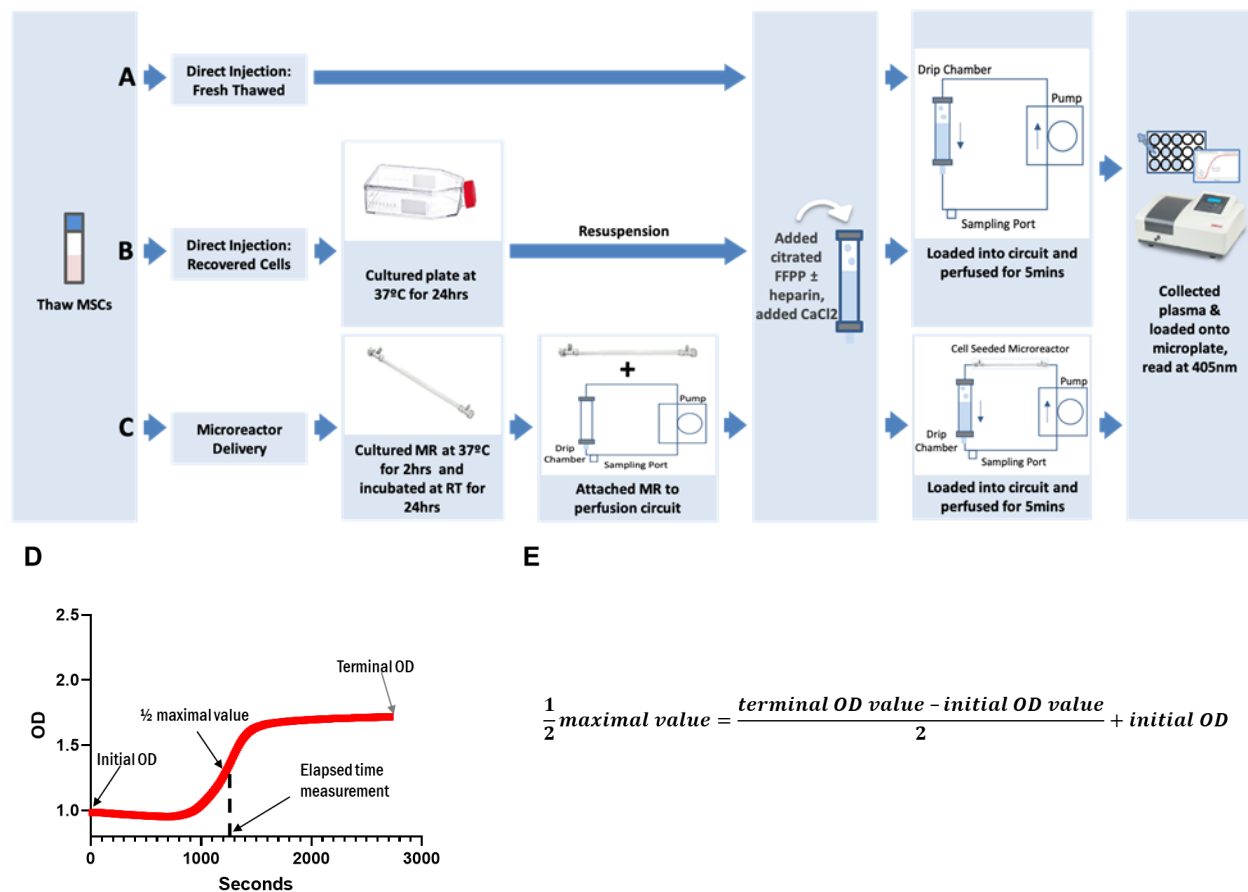 A
Direct Injection:
Fresh Thawed
B
Direct Injection:
Recovered Cells
C
Microreactor
Delivery
Thaw MSCs
Cultured plate at
37ºC for 24hrs
Resuspension
Cultured MR at 37ºC
for 2hrs and
incubated at RT for
24hrs
+
Pump
Drip
Chamber
Sampling Port
Attached MR to
perfusion circuit
Added
citrated
FFPP ±
heparin,
added CaCl2
Drip Chamber
Pump
Sampling Port
Loaded into circuit and
perfused for 5mins
Cell Seeded Microreactor
Pump
Drip
Chamber
Sampling Port
Loaded into circuit and
perfused for 5mins
Collected
plasma &
loaded onto
microplate,
read at 405nm
D
OD
2.5
2.0
1.5
1.0
0
1000
2000
3000
Seconds
Initial OD
½ maximal value
Terminal OD
Elapsed time
measurement
E
1/2 maximal value = (terminal OD value – initial OD value)/2 + initial OD